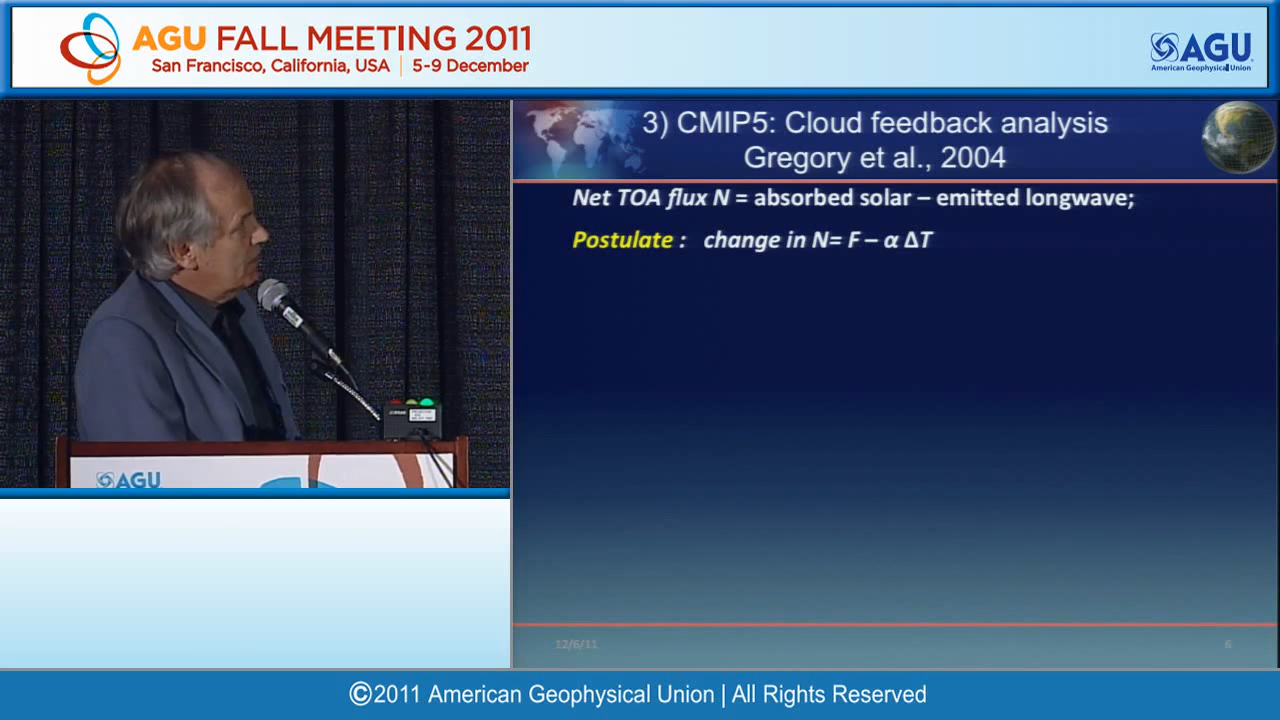 AGU FALL MEETING 2011
San Francisco, California, USA | 5-9 December
AGU
American Geophysical Union
3) CMIP5: Cloud feedback analysis
Gregory et al., 2004
Net TOA flux N = absorbed solar – emitted longwave;
Postulate : change in N= F – α ΔT
AGU
12/6/11
6
©2011 American Geophysical Union | All Rights Reserved